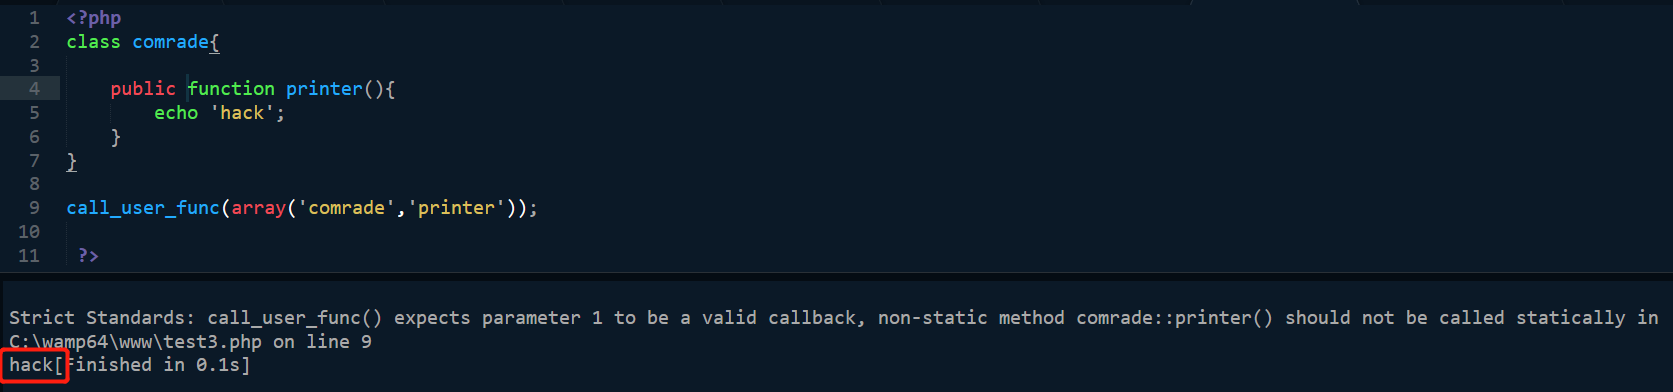 1 <?php
2 class comrade{
3
4 public function printer(){
5 echo 'hack';
6 }
7 }
8
9 call_user_func(array('comrade','printer'));
10
11 ?>
Strict Standards: call_user_func() expects parameter 1 to be a valid callback, non-static method comrade::printer() should not be called statically in
C:\wamp64\www\test3.php on line 9
hack[Finished in 0.1s]